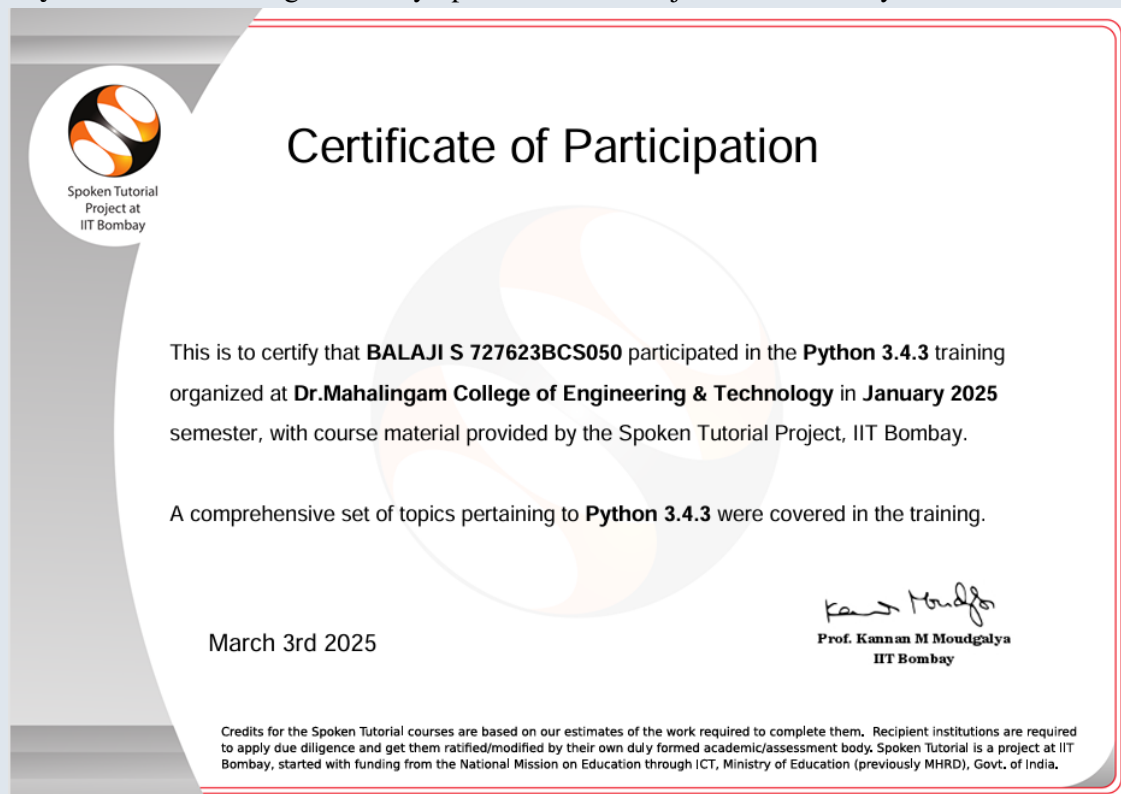 Spoken Tutorial
Project at
IIT Bombay
Certificate of Participation
This is to certify that BALAJI S 727623BCS050 participated in the Python 3.4.3 training
organized at Dr.Mahalingam College of Engineering & Technology in January 2025
semester, with course material provided by the Spoken Tutorial Project, IIT Bombay.
A comprehensive set of topics pertaining to Python 3.4.3 were covered in the training.
March 3rd 2025
Prof. Kannan M Moudgalya
IIT Bombay
Credits for the Spoken Tutorial courses are based on our estimates of the work required to complete them. Recipient institutions are required
to apply due diligence and get them ratified/modified by their own duly formed academic/assessment body. Spoken Tutorial is a project at IIT
Bombay, started with funding from the National Mission on Education through ICT, Ministry of Education (previously MHRD), Govt. of India.